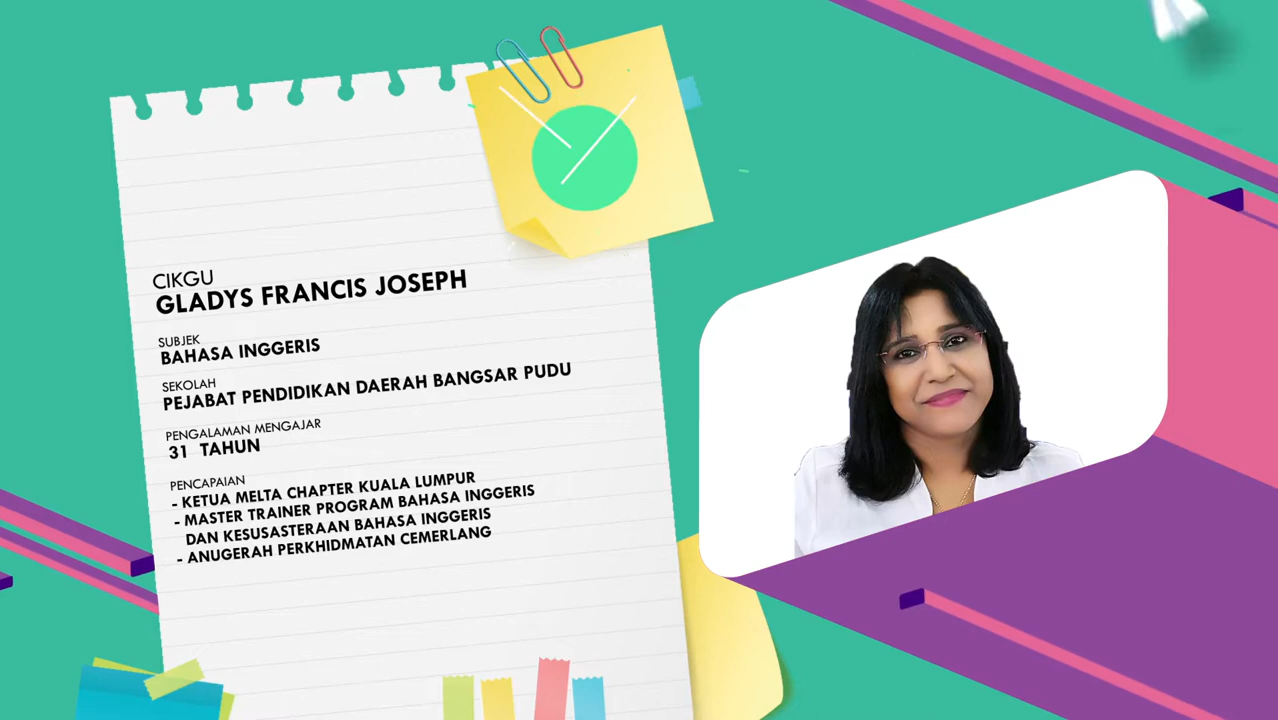 CIKGU
GLADYS FRANCIS JOSEPH
SUBJEK
BAHASA INGGERIS
SEKOLAH
PEJABAT PENDIDIKAN DAERAH BANGSAR PUDU
PENGALAMAN MENGAJAR
31 TAHUN
PENCAPAIAN
- KETUA MELTA CHAPTER KUALA LUMPUR
- MASTER TRAINER PROGRAM BAHASA INGGERIS
DAN KESUSASTERAAN BAHASA INGGERIS
- ANUGERAH PERKHIDMATAN CEMERLANG